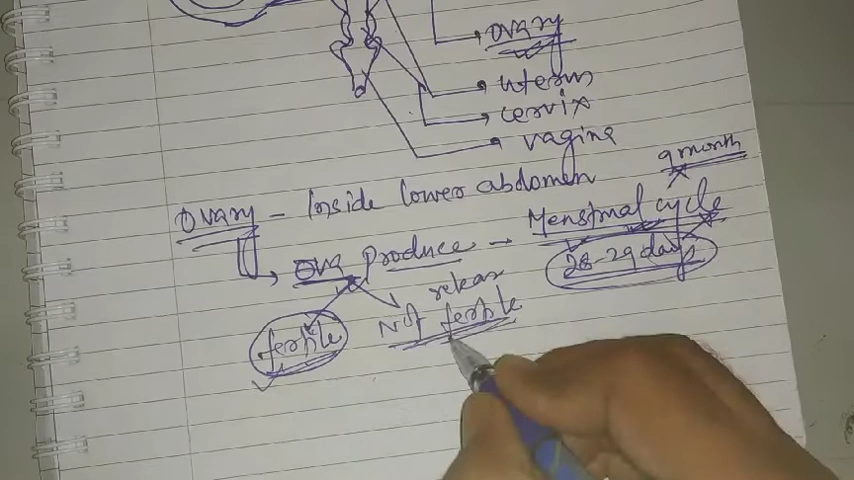 ovary
uterus
cervix
vagina
9 month
Ovary - Inside lower abdomen
Ova Produce - Menstrual cycle
28-29 days
relear
fertile Not fertile